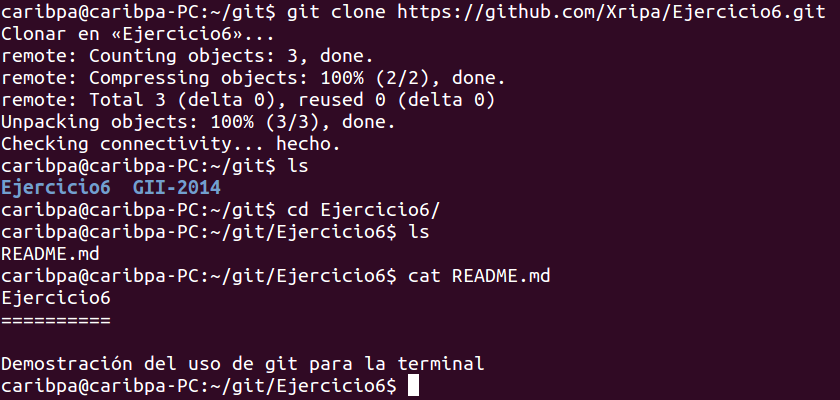 caribpa@caribpa-PC:~/git$ git clone https://github.com/Xripa/Ejercicio6.git
Clonar en «Ejercicio6»...
remote: Counting objects: 3, done.
remote: Compressing objects: 100% (2/2), done.
remote: Total 3 (delta 0), reused 0 (delta 0)
Unpacking objects: 100% (3/3), done.
Checking connectivity... hecho.
caribpa@caribpa-PC:~/git$ ls
Ejercicio6  GII-2014
caribpa@caribpa-PC:~/git$ cd Ejercicio6/
caribpa@caribpa-PC:~/git/Ejercicio6$ ls
README.md
caribpa@caribpa-PC:~/git/Ejercicio6$ cat README.md
Ejercicio6
==========
Demostración del uso de git para la terminal
caribpa@caribpa-PC:~/git/Ejercicio6$